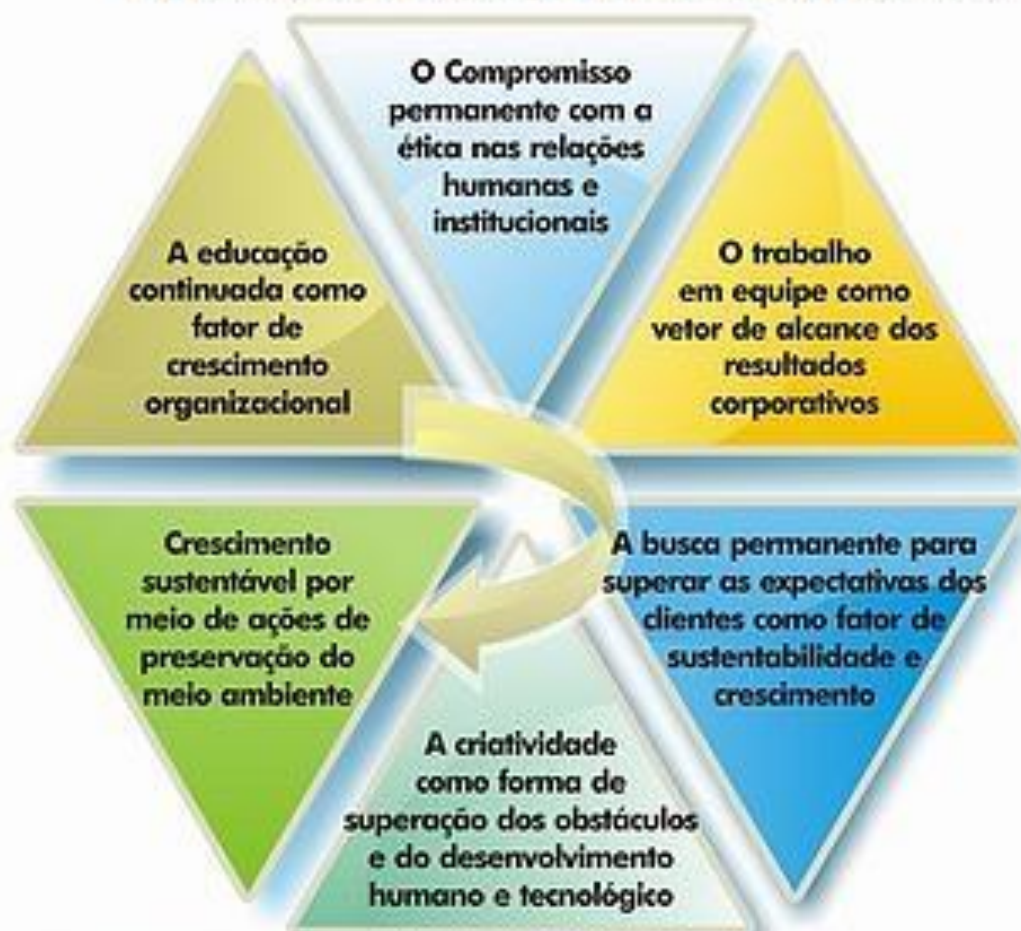 O Compromisso
permanente com a
ética nas relações
humanas e
institucionais
A educação
continuada como
fator de
crescimento
organizacional
O trabalho
em equipe como
vetor de alcance dos
resultados
corporativos
Crescimento
sustentável por
meio de ações de
preservação do
meio ambiente
A busca permanente para
superar as expectativas dos
clientes como fator de
sustentabilidade e
crescimento
A criatividade
como forma de
superação dos obstáculos
e do desenvolvimento
humano e tecnológico